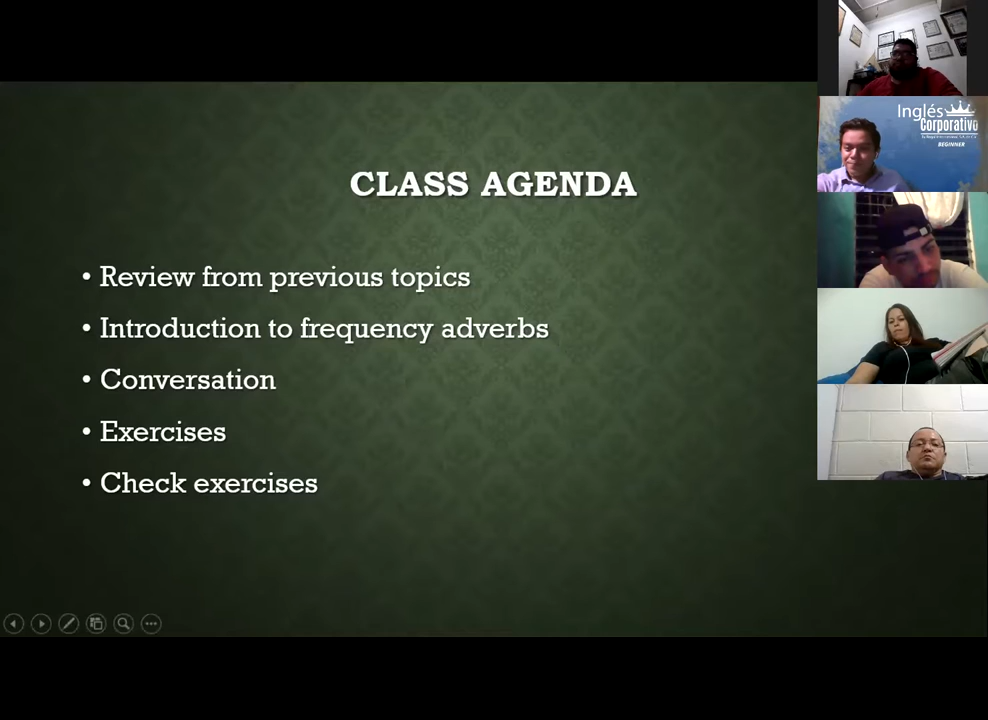 CLASS AGENDA
• Review from previous topics
• Introduction to frequency adverbs
• Conversation
• Exercises
• Check exercises
Inglés
Corporativo
BEGINNER